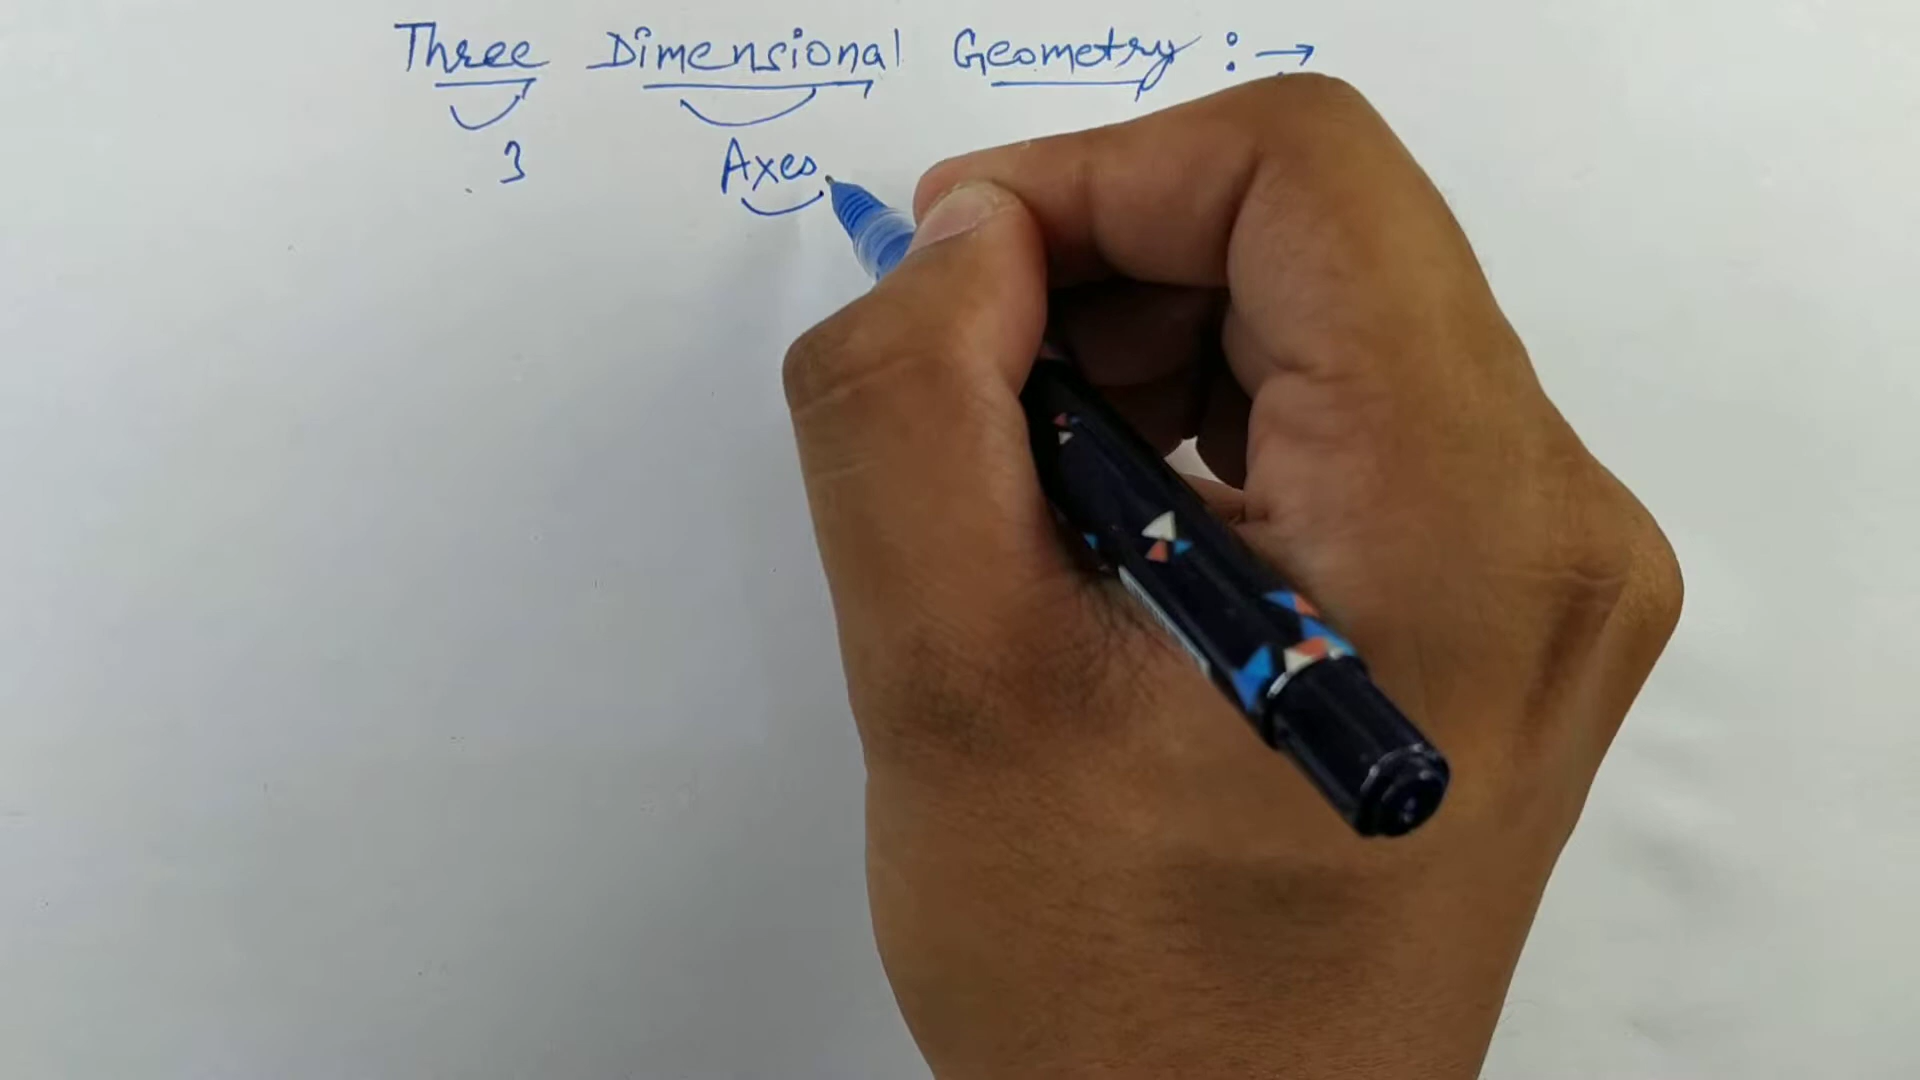 Three Dimensional Geometry : →
3 Axes